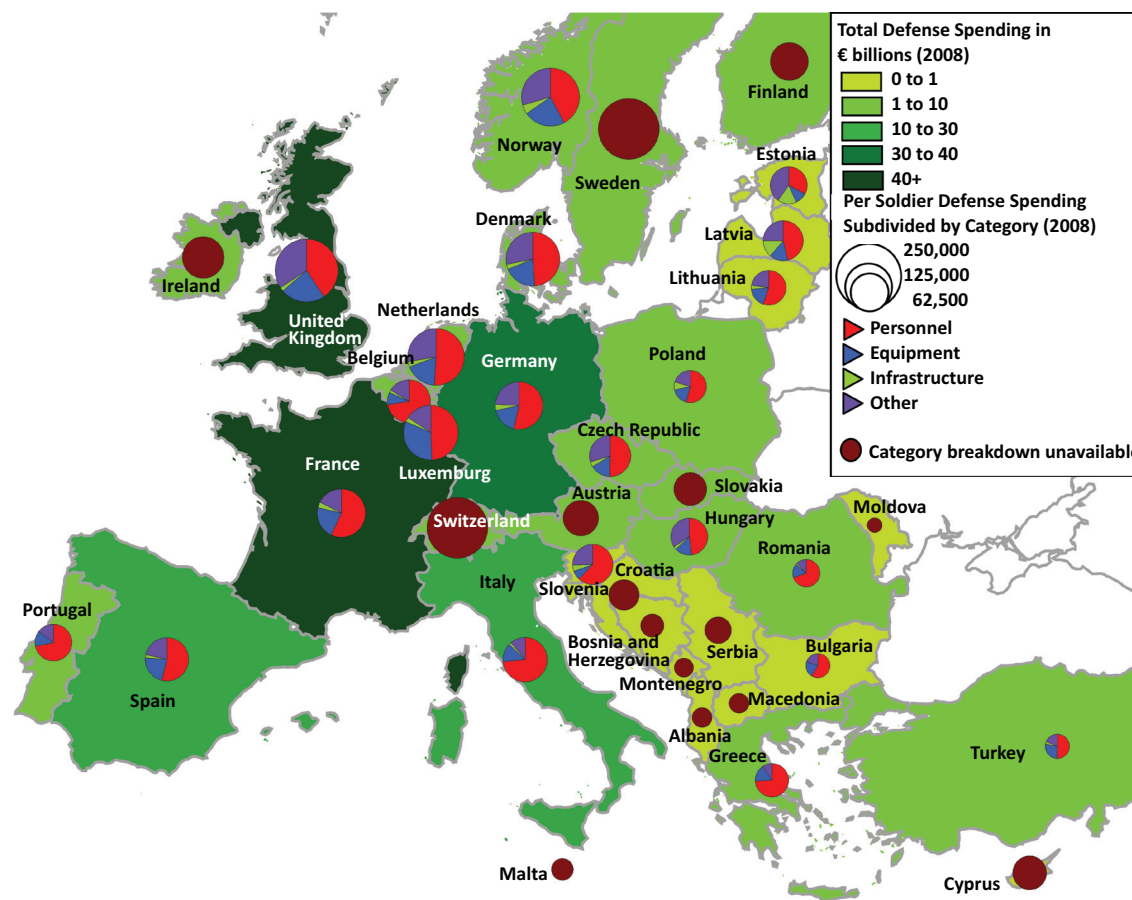 Total Defense Spending in
€ billions (2008)
0 to 1
1 to 10
10 to 30
30 to 40
40+
Per Soldier Defense Spending
Subdivided by Category (2008)
250,000
125,000
62,500
Personnel
Equipment
Infrastructure
Other
Category breakdown unavailable
Finland
Norway
Sweden
Estonia
Denmark
Latvia
Lithuania
Ireland
United
Kingdom
Netherlands
Belgium
Germany
Poland
Luxemburg
Czech Republic
France
Slovakia
Austria
Switzerland
Hungary
Moldova
Romania
Italy
Slovenia
Croatia
Portugal
Spain
Bosnia and
Herzegovina
Serbia
Bulgaria
Montenegro
Macedonia
Albania
Greece
Turkey
Malta
Cyprus